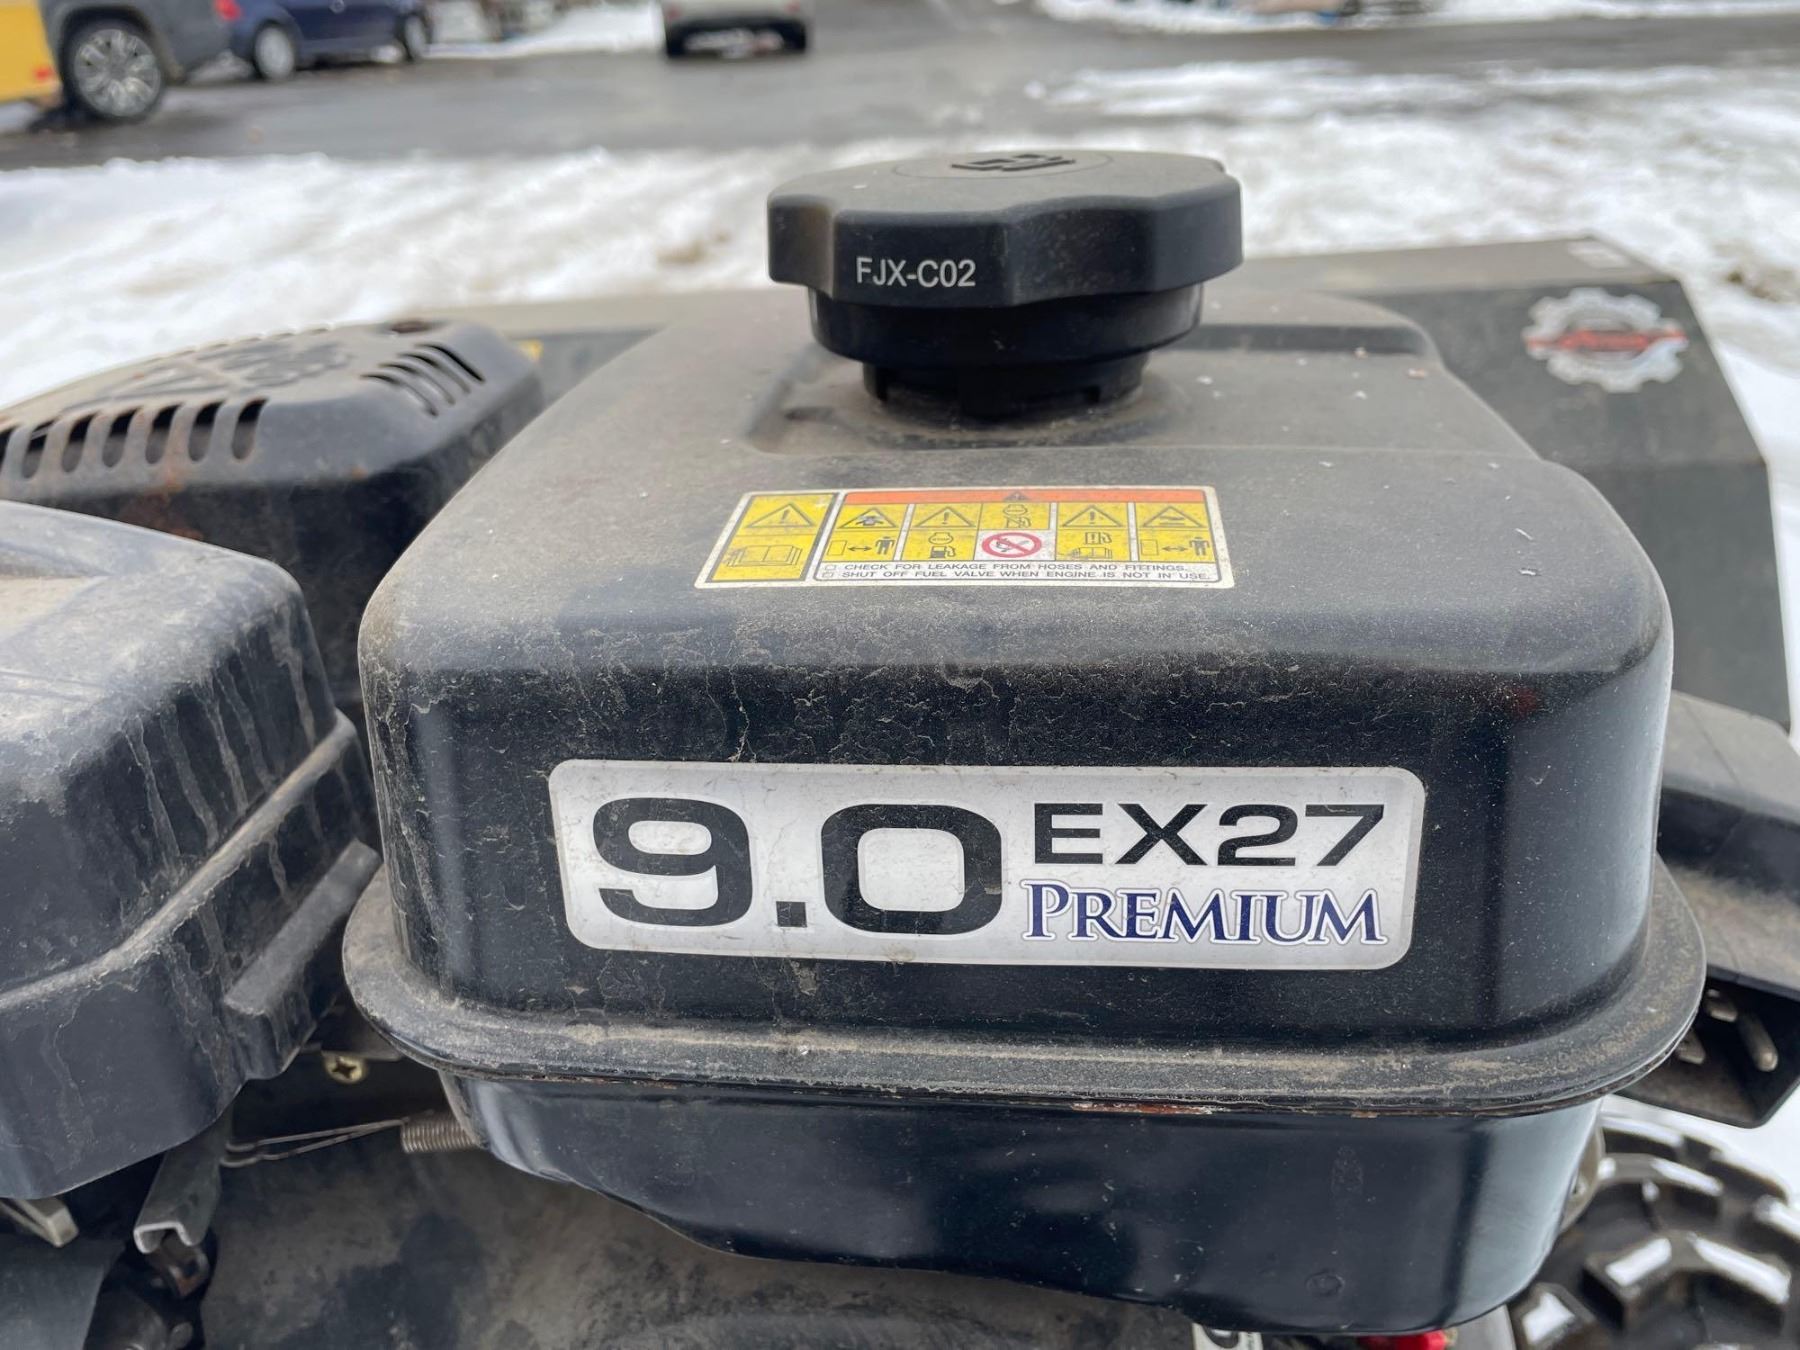 FJX-C02
CHECK FOR LEAKAGE FROM HOSES AND FITTINGS.
SHUT OFF FUEL VALVE WHEN ENGINE IS NOT IN USE.
9.0 EX27
PREMIUM